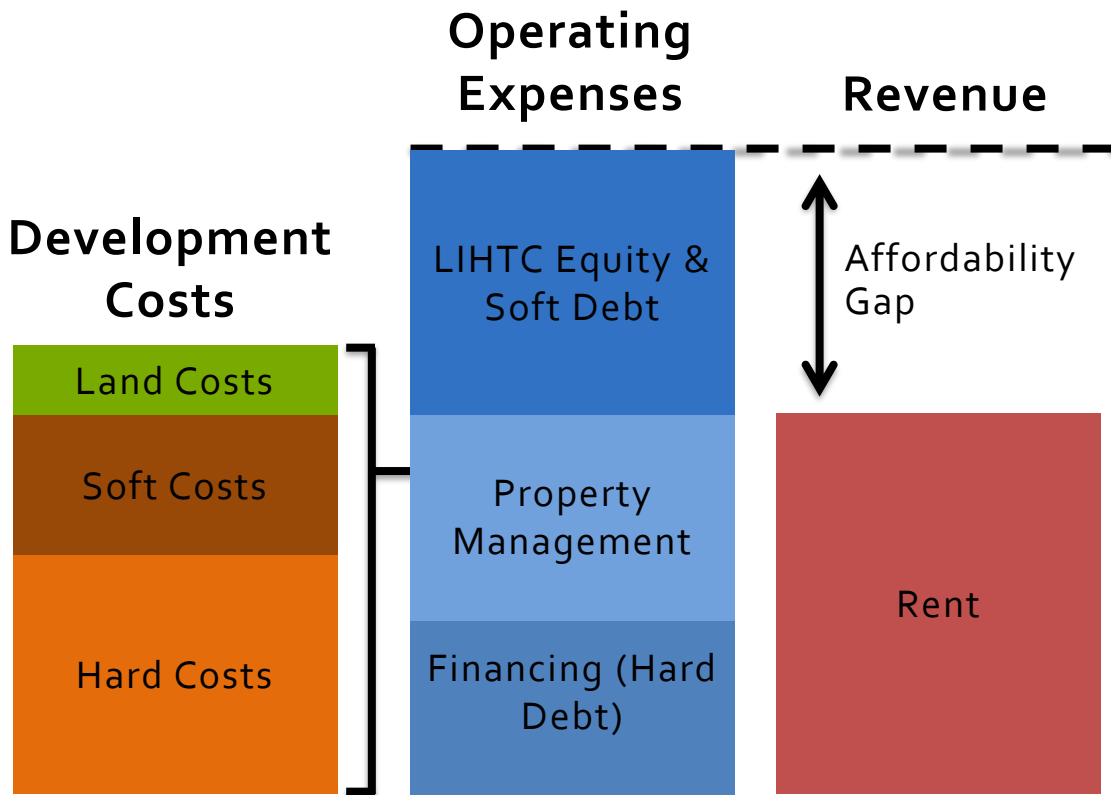 Operating
Expenses
Revenue
Development
Costs
LIHTC Equity &
Soft Debt
Affordability
Gap
Land Costs
Soft Costs
Property
Management
Rent
Hard Costs
Financing (Hard
Debt)